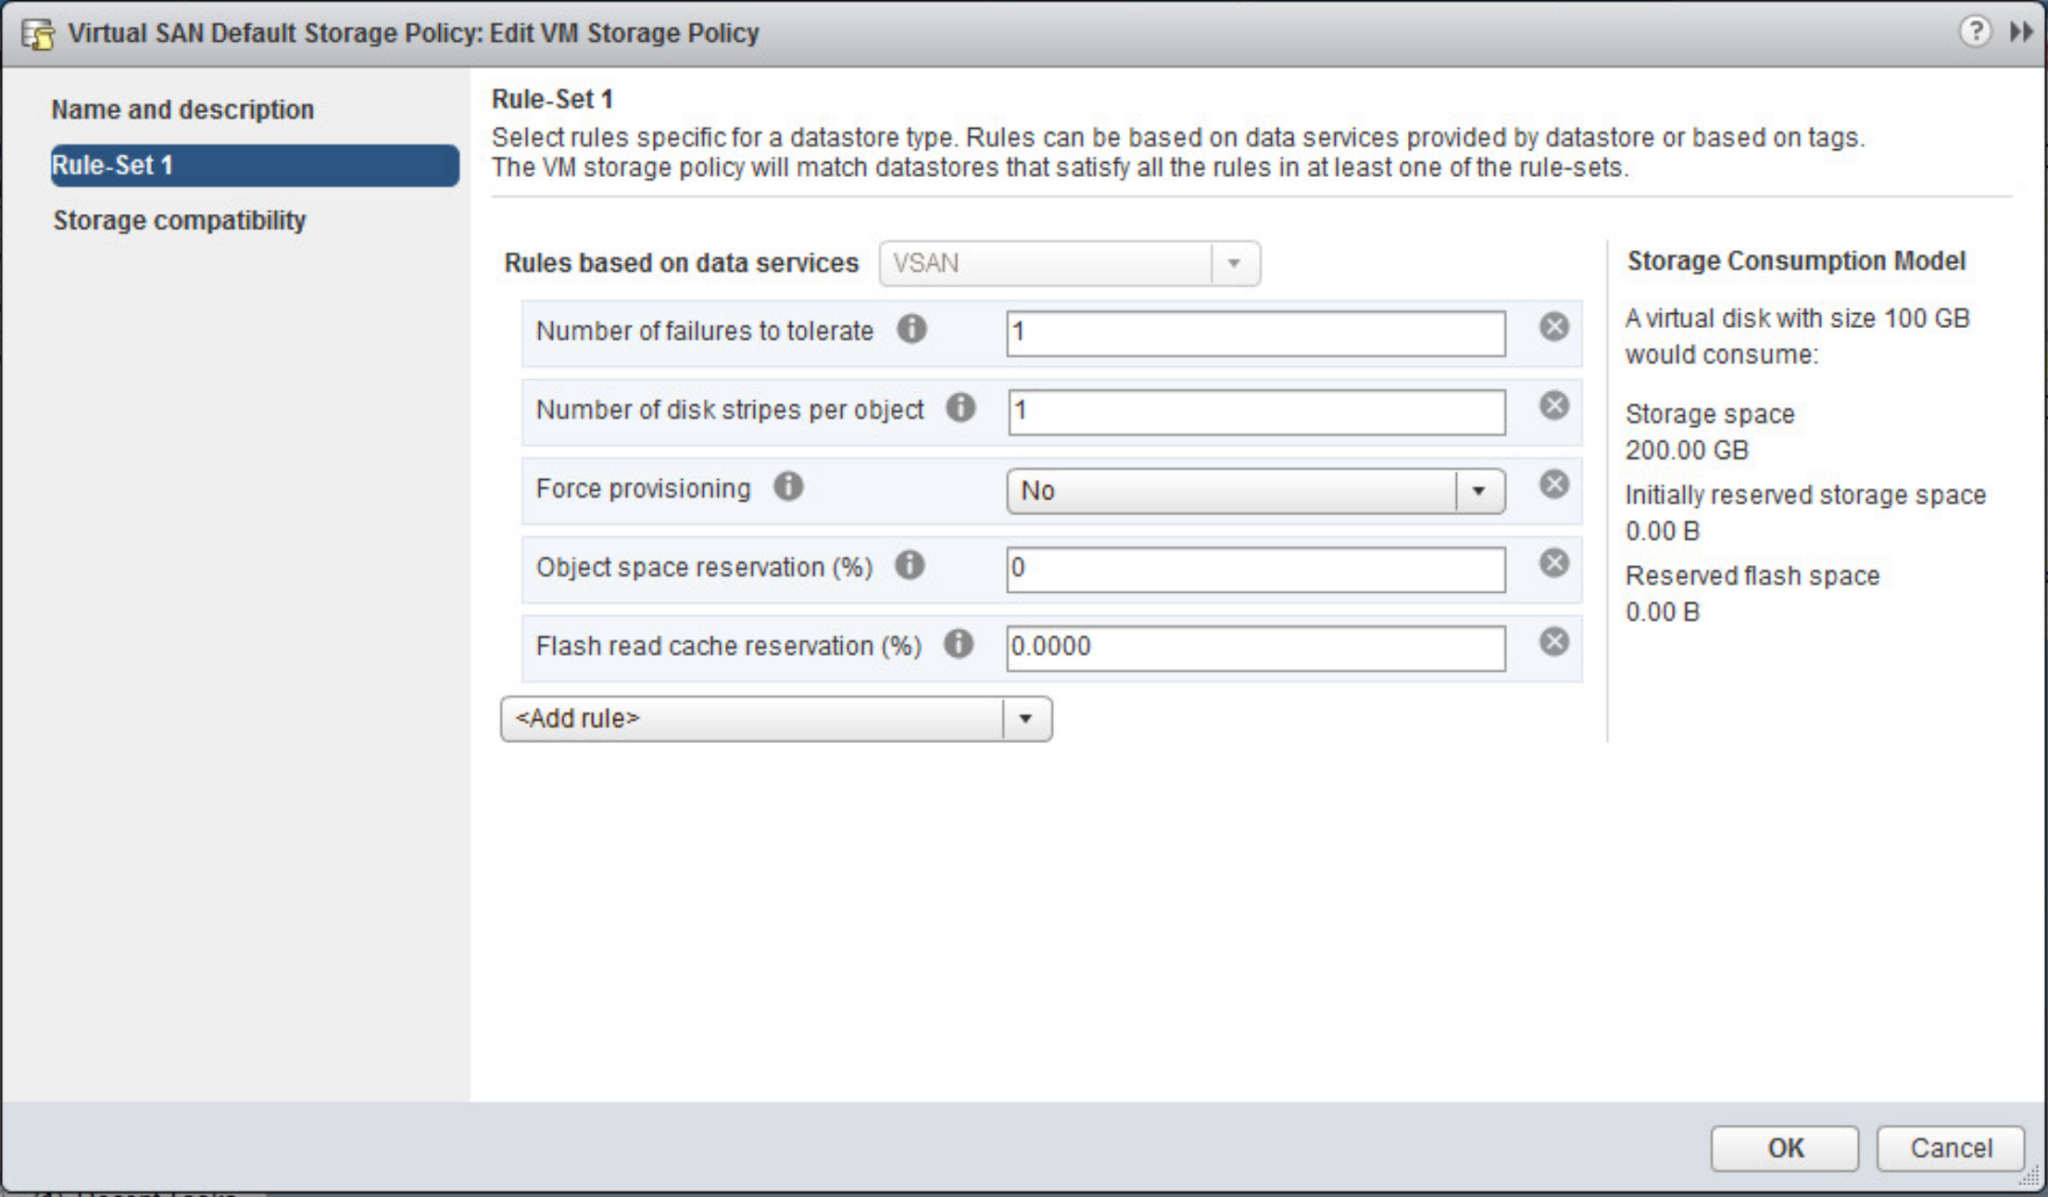 Virtual SAN Default Storage Policy: Edit VM Storage Policy
?
Name and description
Rule-Set 1
Storage compatibility
Rule-Set 1
Select rules specific for a datastore type. Rules can be based on data services provided by datastore or based on tags.
The VM storage policy will match datastores that satisfy all the rules in at least one of the rule-sets.
Rules based on data services
VSAN
Number of failures to tolerate
1
Number of disk stripes per object
1
Force provisioning
No
Object space reservation (%)
0
Flash read cache reservation (%)
0.0000
<Add rule>
Storage Consumption Model
A virtual disk with size 100 GB
would consume:
Storage space
200.00 GB
Initially reserved storage space
0.00 B
Reserved flash space
0.00 B
OK
Cancel